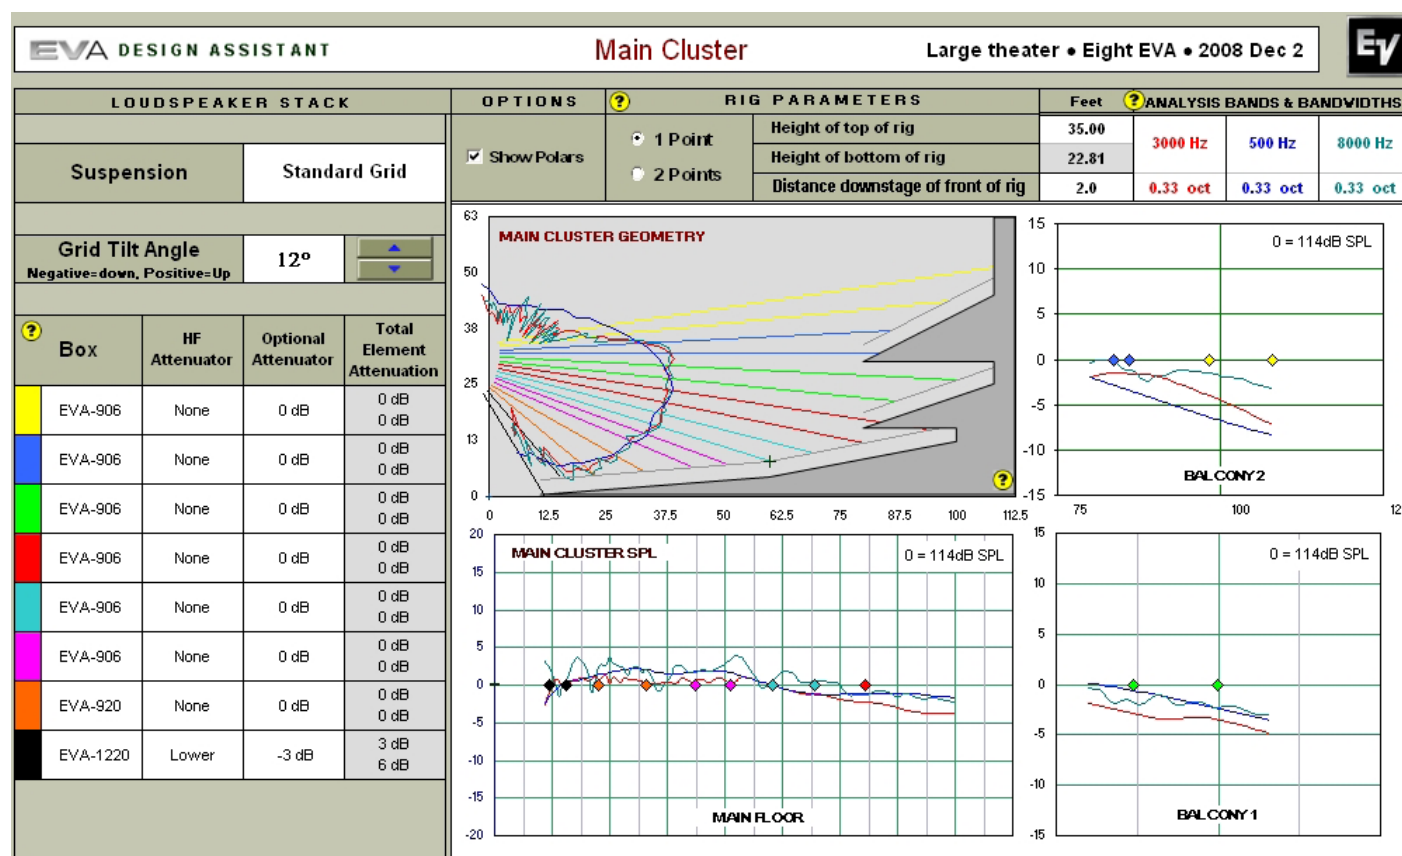 EVA DESIGN ASSISTANT
Main Cluster
Large theater • Eight EVA • 2008 Dec 2
EV
LOUDSPEAKER STACK
Suspension
Standard Grid
Grid Tilt Angle
Negative=down, Positive=Up
12º
?
Box
HF Attenuator
Optional Attenuator
Total Element Attenuation
EVA-906 None 0 dB 0 dB
0 dB
EVA-906 None 0 dB 0 dB
0 dB
EVA-906 None 0 dB 0 dB
0 dB
EVA-906 None 0 dB 0 dB
0 dB
EVA-906 None 0 dB 0 dB
0 dB
EVA-906 None 0 dB 0 dB
0 dB
EVA-920 None 0 dB 0 dB
0 dB
EVA-1220 Lower -3 dB 3 dB
6 dB
OPTIONS
Show Polars
?
RIG PARAMETERS
Feet
1 Point
2 Points
Height of top of rig 35.00
Height of bottom of rig 22.81
Distance downstage of front of rig 2.0
?
ANALYSIS BANDS & BANDWIDTHS
3000 Hz 500 Hz 8000 Hz
0.33 oct 0.33 oct 0.33 oct
MAIN CLUSTER GEOMETRY
63
50
38
25
13
0
0 12.5 25 37.5 50 62.5 75 87.5 100 112.5
?
15
10
5
0
-5
-10
-15
0 = 114dB SPL
BALCONY 2
75 100 12
MAIN CLUSTER SPL
0 = 114dB SPL
20
15
10
5
0
-5
-10
-15
-20
MAIN FLOOR
15
10
5
0
-5
-10
-15
0 = 114dB SPL
BALCONY 1